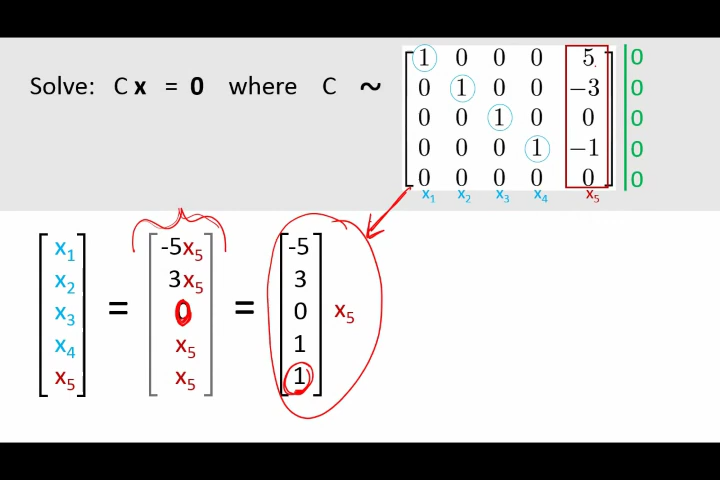 Solve: C x = 0 where C ~
1 0 0 0 5 0
0 1 0 0 −3 0
0 0 1 0 0 0
0 0 0 1 −1 0
0 0 0 0 0 0
x₁ x₂ x₃ x₄ x₅
x₁ -5x₅ -5
x₂ 3x₅ 3
x₃ = 0 = 0 x₅
x₄ x₅ 1
x₅ x₅ 1